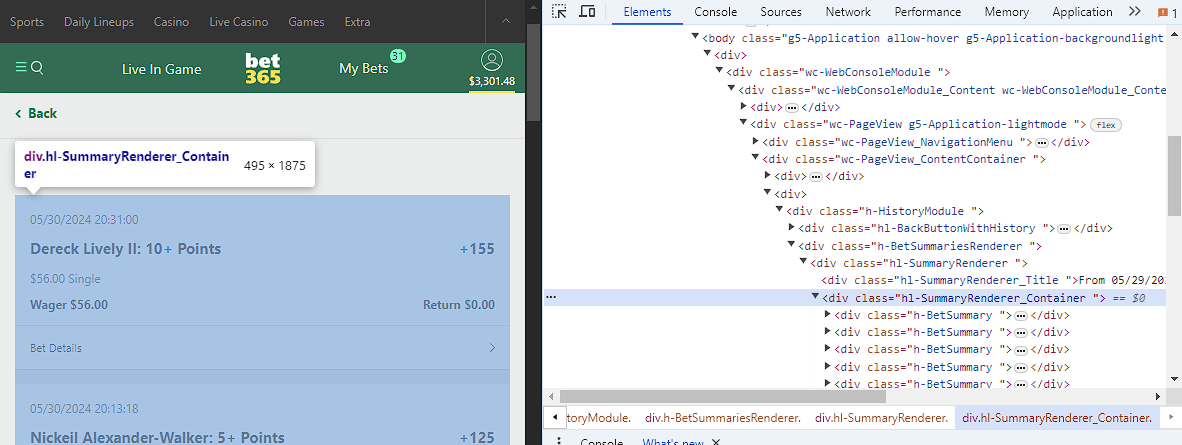 Sports Daily Lineups Casino Live Casino Games Extra
Live In Game bet365 My Bets 31 $3,301.48
Back
div.hl-SummaryRenderer_Container 495 × 1875
05/30/2024 20:31:00
Dereck Lively II: 10+ Points +155
$56.00 Single
Wager $56.00 Return $0.00
Bet Details
05/30/2024 20:13:18
Nickeil Alexander-Walker: 5+ Points +125
Elements Console Sources Network Performance Memory Application 1
<body class="g5-Application allow-hover g5-Application-backgroundlight
<div>
<div class="wc-WebConsoleModule ">
<div class="wc-WebConsoleModule_Content wc-WebConsoleModule_Conte
<div>…</div>
<div class="wc-PageView g5-Application-lightmode "> flex
<div class="wc-PageView_NavigationMenu ">…</div>
<div class="wc-PageView_ContentContainer ">
<div>…</div>
<div>
<div class="h-HistoryModule ">
<div class="hl-BackButtonWithHistory ">…</div>
<div class="h-BetSummariesRenderer ">
<div class="hl-SummaryRenderer ">
<div class="hl-SummaryRenderer_Title ">From 05/29/20
<div class="hl-SummaryRenderer_Container "> == $0
<div class="h-BetSummary ">…</div>
<div class="h-BetSummary ">…</div>
<div class="h-BetSummary ">…</div>
<div class="h-BetSummary ">…</div>
<div class="h-BetSummary ">…</div>
toryModule. div.h-BetSummariesRenderer. div.hl-SummaryRenderer. div.hl-SummaryRenderer_Container.
Console What's new